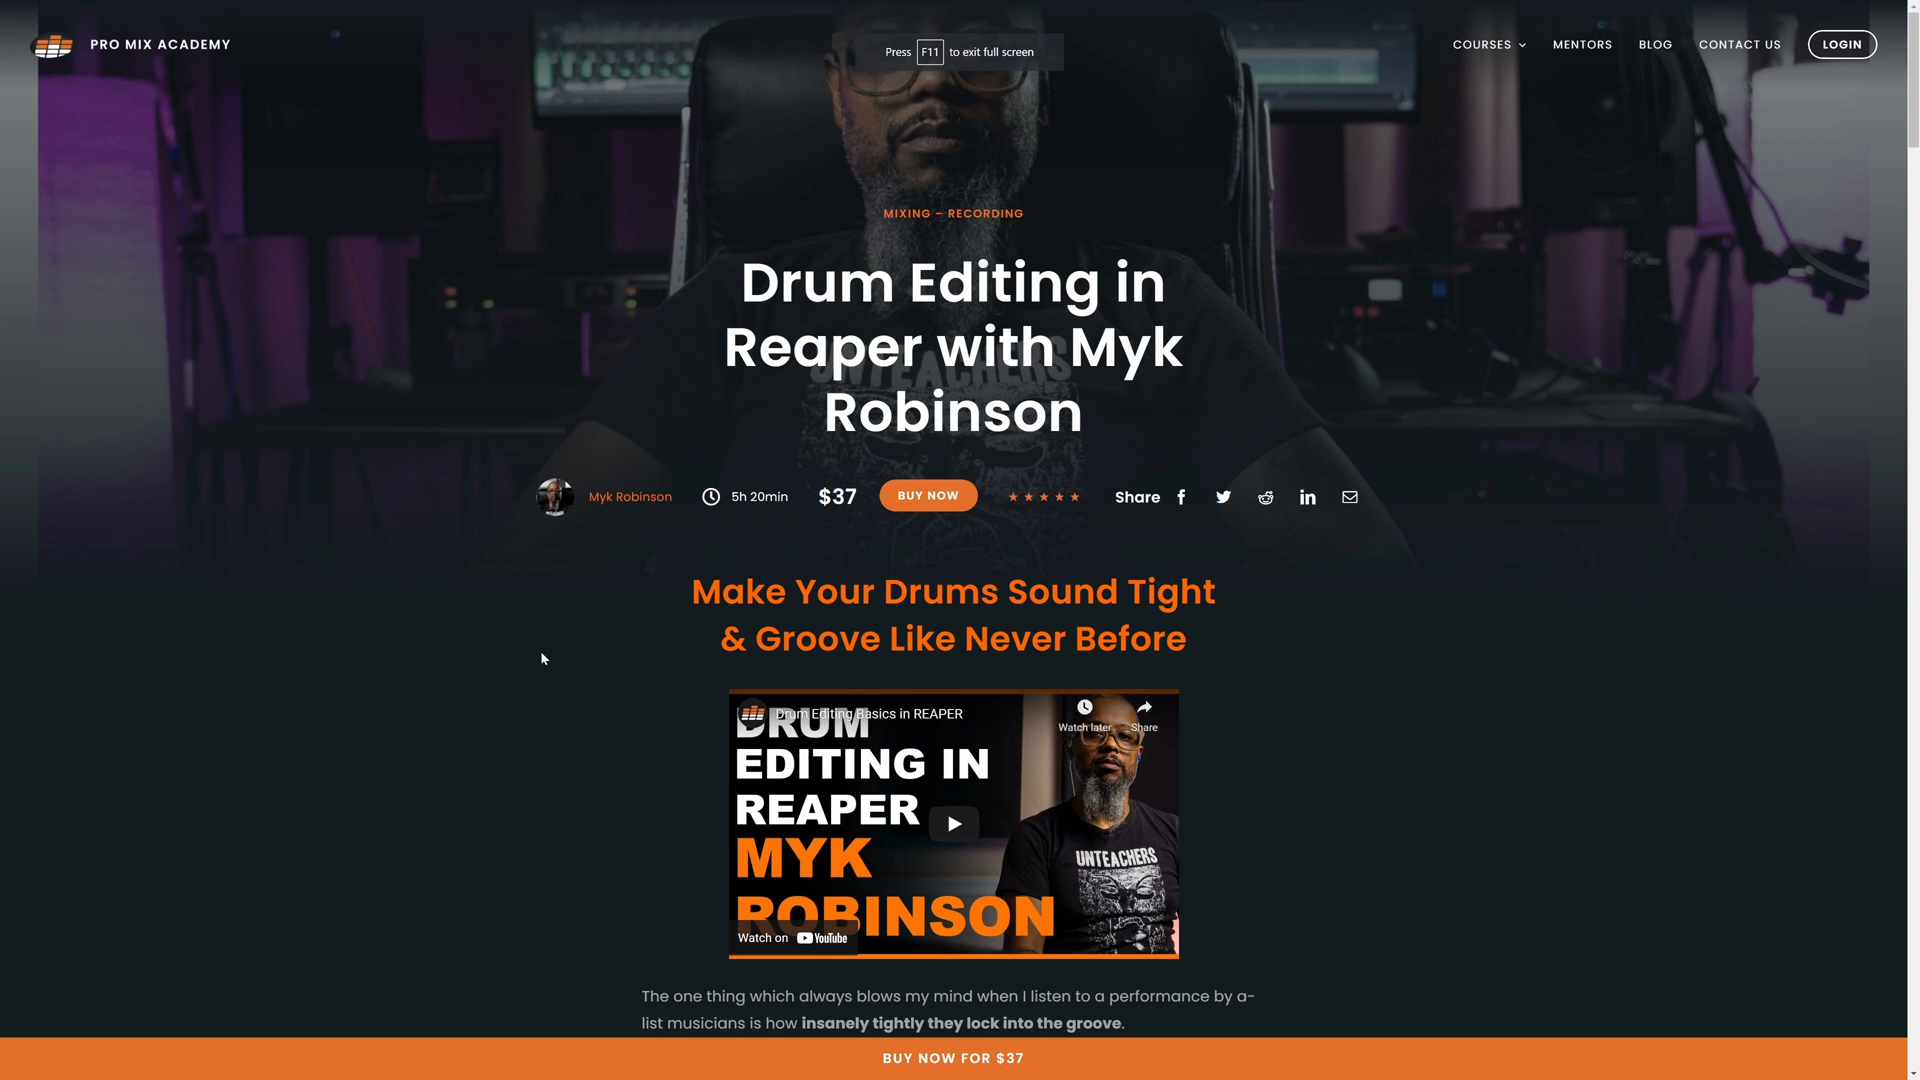 PRO MIX ACADEMY
Press F11 to exit full screen
COURSES
MENTORS
BLOG
CONTACT US
LOGIN
MIXING – RECORDING
Drum Editing in
Reaper with Myk
Robinson
UNTEACHERS
Myk Robinson
5h 20min
$37
BUY NOW
Share
Make Your Drums Sound Tight
& Groove Like Never Before
Drum Editing Basics in REAPER
Watch later
Share
DRUM
EDITING IN
REAPER
MYK
ROBINSON
UNTEACHERS
Watch on YouTube
The one thing which always blows my mind when I listen to a performance by a-
list musicians is how insanely tightly they lock into the groove.
BUY NOW FOR $37